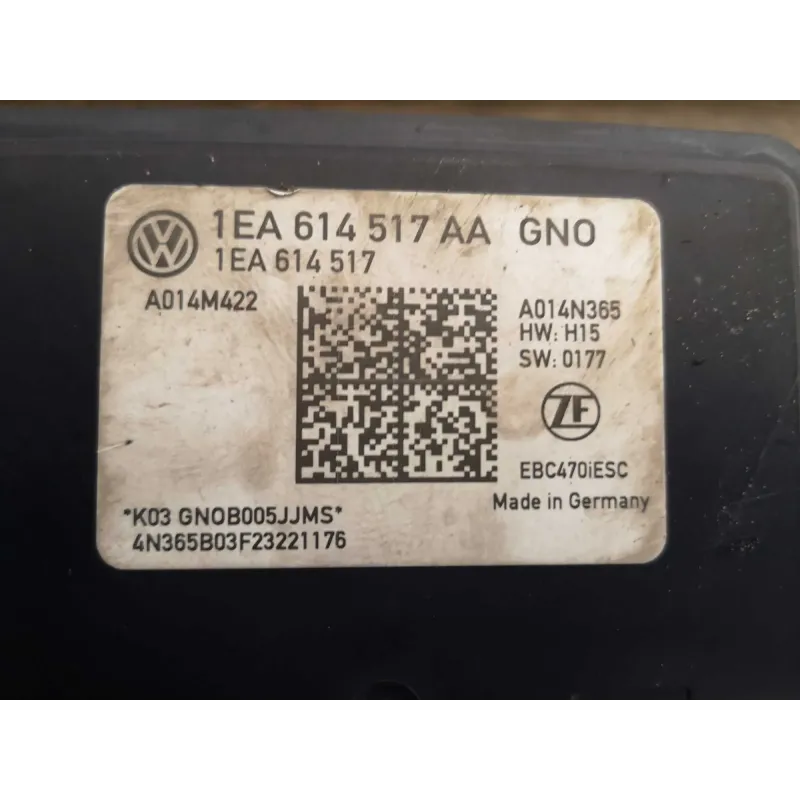 1EA 614 517 AA GNO
1EA 614 517
A014M422
A014N365
HW: H15
SW: 0177
ZF
EBC470iESC
Made in Germany
*K03 GNOB005JJMS*
4N365B03F23221176